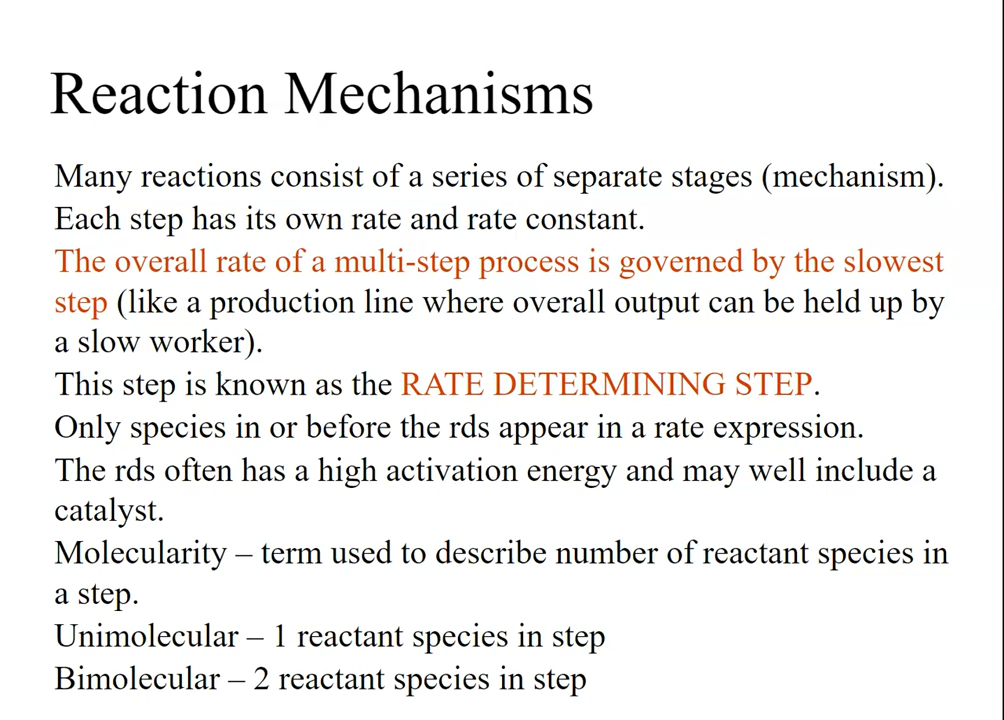 Reaction Mechanisms
Many reactions consist of a series of separate stages (mechanism).
Each step has its own rate and rate constant.
The overall rate of a multi-step process is governed by the slowest
step (like a production line where overall output can be held up by
a slow worker).
This step is known as the RATE DETERMINING STEP.
Only species in or before the rds appear in a rate expression.
The rds often has a high activation energy and may well include a
catalyst.
Molecularity – term used to describe number of reactant species in
a step.
Unimolecular – 1 reactant species in step
Bimolecular – 2 reactant species in step